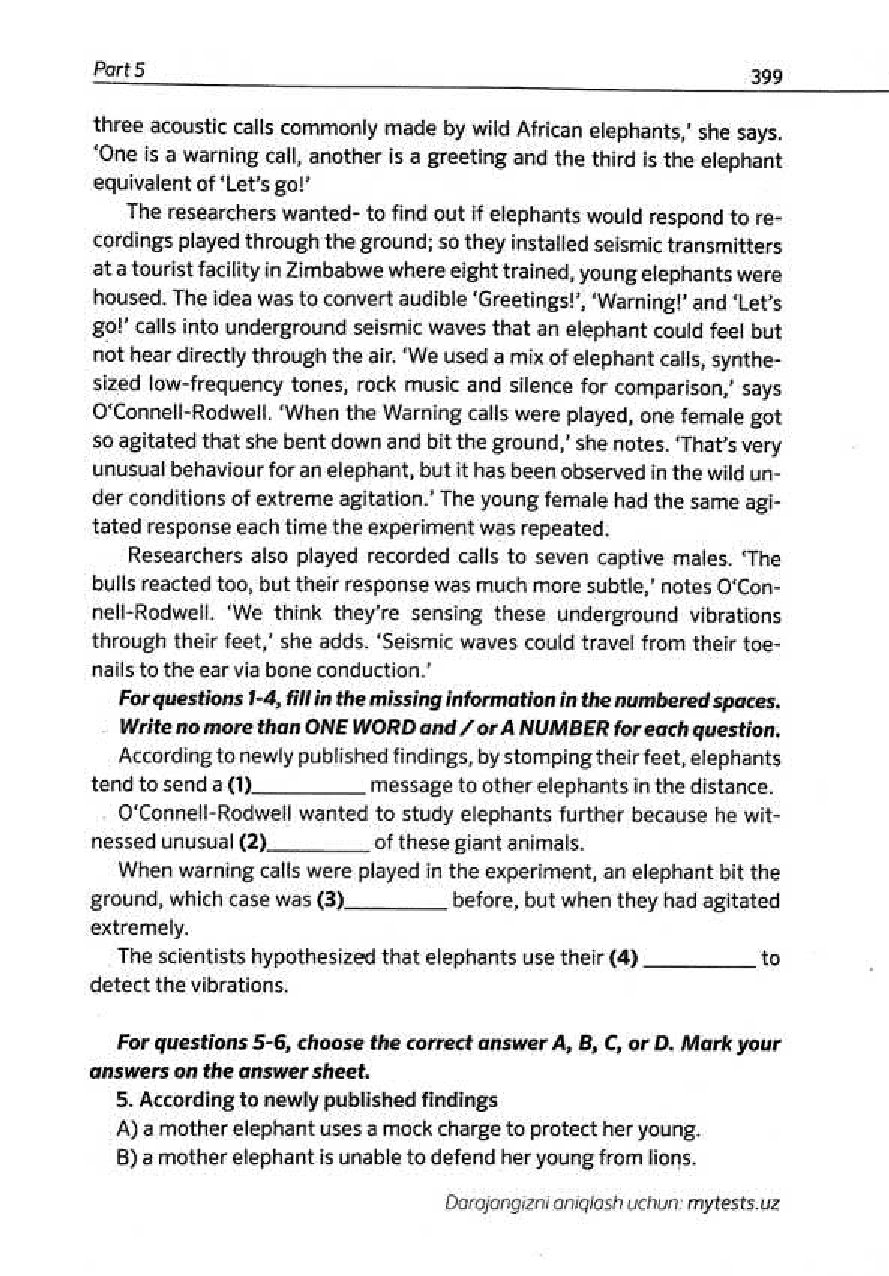 Part 5
399
three acoustic calls commonly made by wild African elephants,' she says.
'One is a warning call, another is a greeting and the third is the elephant
equivalent of 'Let's go!'
The researchers wanted- to find out if elephants would respond to re-
cordings played through the ground; so they installed seismic transmitters
at a tourist facility in Zimbabwe where eight trained, young elephants were
housed. The idea was to convert audible 'Greetings!', 'Warning!' and 'Let's
go!' calls into underground seismic waves that an elephant could feel but
not hear directly through the air. 'We used a mix of elephant calls, synthe-
sized low-frequency tones, rock music and silence for comparison,' says
O'Connell-Rodwell. 'When the Warning calls were played, one female got
so agitated that she bent down and bit the ground,' she notes. 'That's very
unusual behaviour for an elephant, but it has been observed in the wild un-
der conditions of extreme agitation.' The young female had the same agi-
tated response each time the experiment was repeated.
Researchers also played recorded calls to seven captive males. 'The
bulls reacted too, but their response was much more subtle,' notes O'Con-
nell-Rodwell. 'We think they're sensing these underground vibrations
through their feet,' she adds. 'Seismic waves could travel from their toe-
nails to the ear via bone conduction.'
For questions 1-4, fill in the missing information in the numbered spaces.
Write no more than ONE WORD and / or A NUMBER for each question.
According to newly published findings, by stomping their feet, elephants
tend to send a (1)__________ message to other elephants in the distance.
O'Connell-Rodwell wanted to study elephants further because he wit-
nessed unusual (2)_________ of these giant animals.
When warning calls were played in the experiment, an elephant bit the
ground, which case was (3)_________ before, but when they had agitated
extremely.
The scientists hypothesized that elephants use their (4) __________ to
detect the vibrations.
For questions 5-6, choose the correct answer A, B, C, or D. Mark your
answers on the answer sheet.
5. According to newly published findings
A) a mother elephant uses a mock charge to protect her young.
B) a mother elephant is unable to defend her young from lions.
Darajangizni aniqlash uchun: mytests.uz